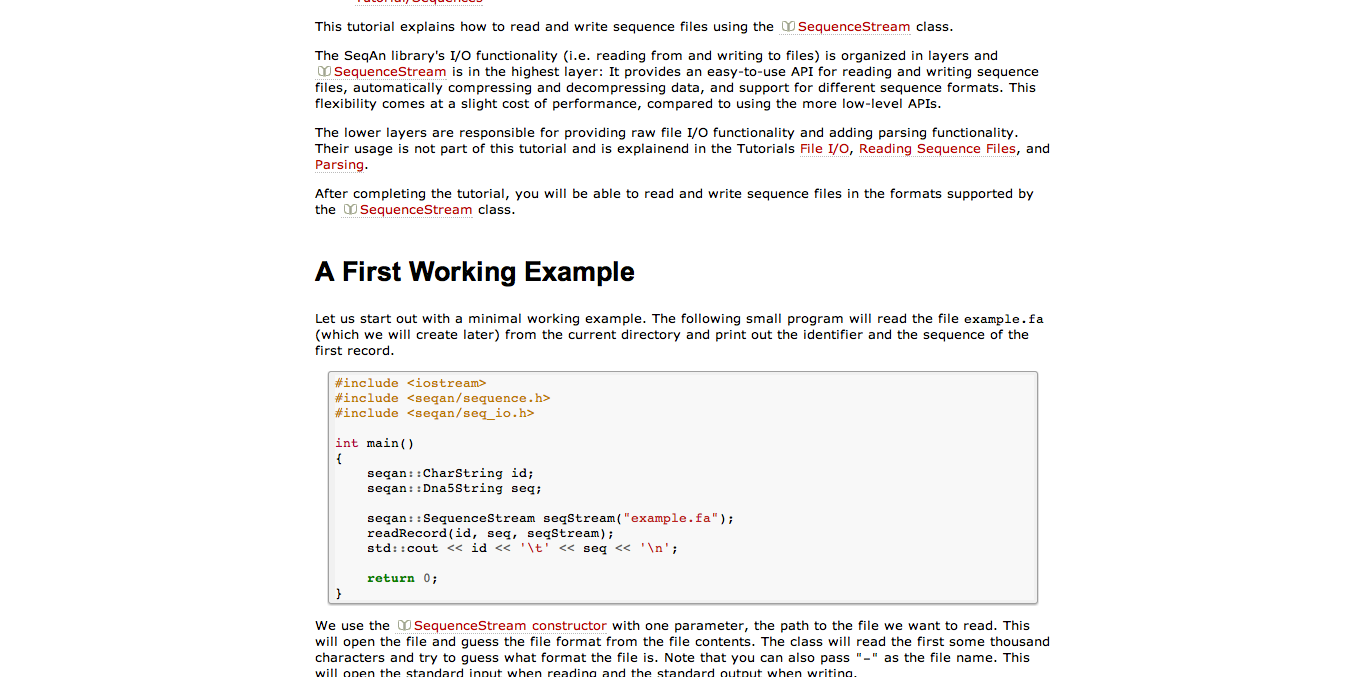 Tutorial/Sequences
This tutorial explains how to read and write sequence files using the SequenceStream class.
The SeqAn library's I/O functionality (i.e. reading from and writing to files) is organized in layers and
SequenceStream is in the highest layer: It provides an easy-to-use API for reading and writing sequence
files, automatically compressing and decompressing data, and support for different sequence formats. This
flexibility comes at a slight cost of performance, compared to using the more low-level APIs.
The lower layers are responsible for providing raw file I/O functionality and adding parsing functionality.
Their usage is not part of this tutorial and is explainend in the Tutorials File I/O, Reading Sequence Files, and
Parsing.
After completing the tutorial, you will be able to read and write sequence files in the formats supported by
the SequenceStream class.
A First Working Example
Let us start out with a minimal working example. The following small program will read the file example.fa
(which we will create later) from the current directory and print out the identifier and the sequence of the
first record.
#include <iostream>
#include <seqan/sequence.h>
#include <seqan/seq_io.h>
int main()
{
    seqan::CharString id;
    seqan::Dna5String seq;
    seqan::SequenceStream seqStream("example.fa");
    readRecord(id, seq, seqStream);
    std::cout << id << '\t' << seq << '\n';
    return 0;
}
We use the SequenceStream constructor with one parameter, the path to the file we want to read. This
will open the file and guess the file format from the file contents. The class will read the first some thousand
characters and try to guess what format the file is. Note that you can also pass "-" as the file name. This
will open the standard input when reading and the standard output when writing.